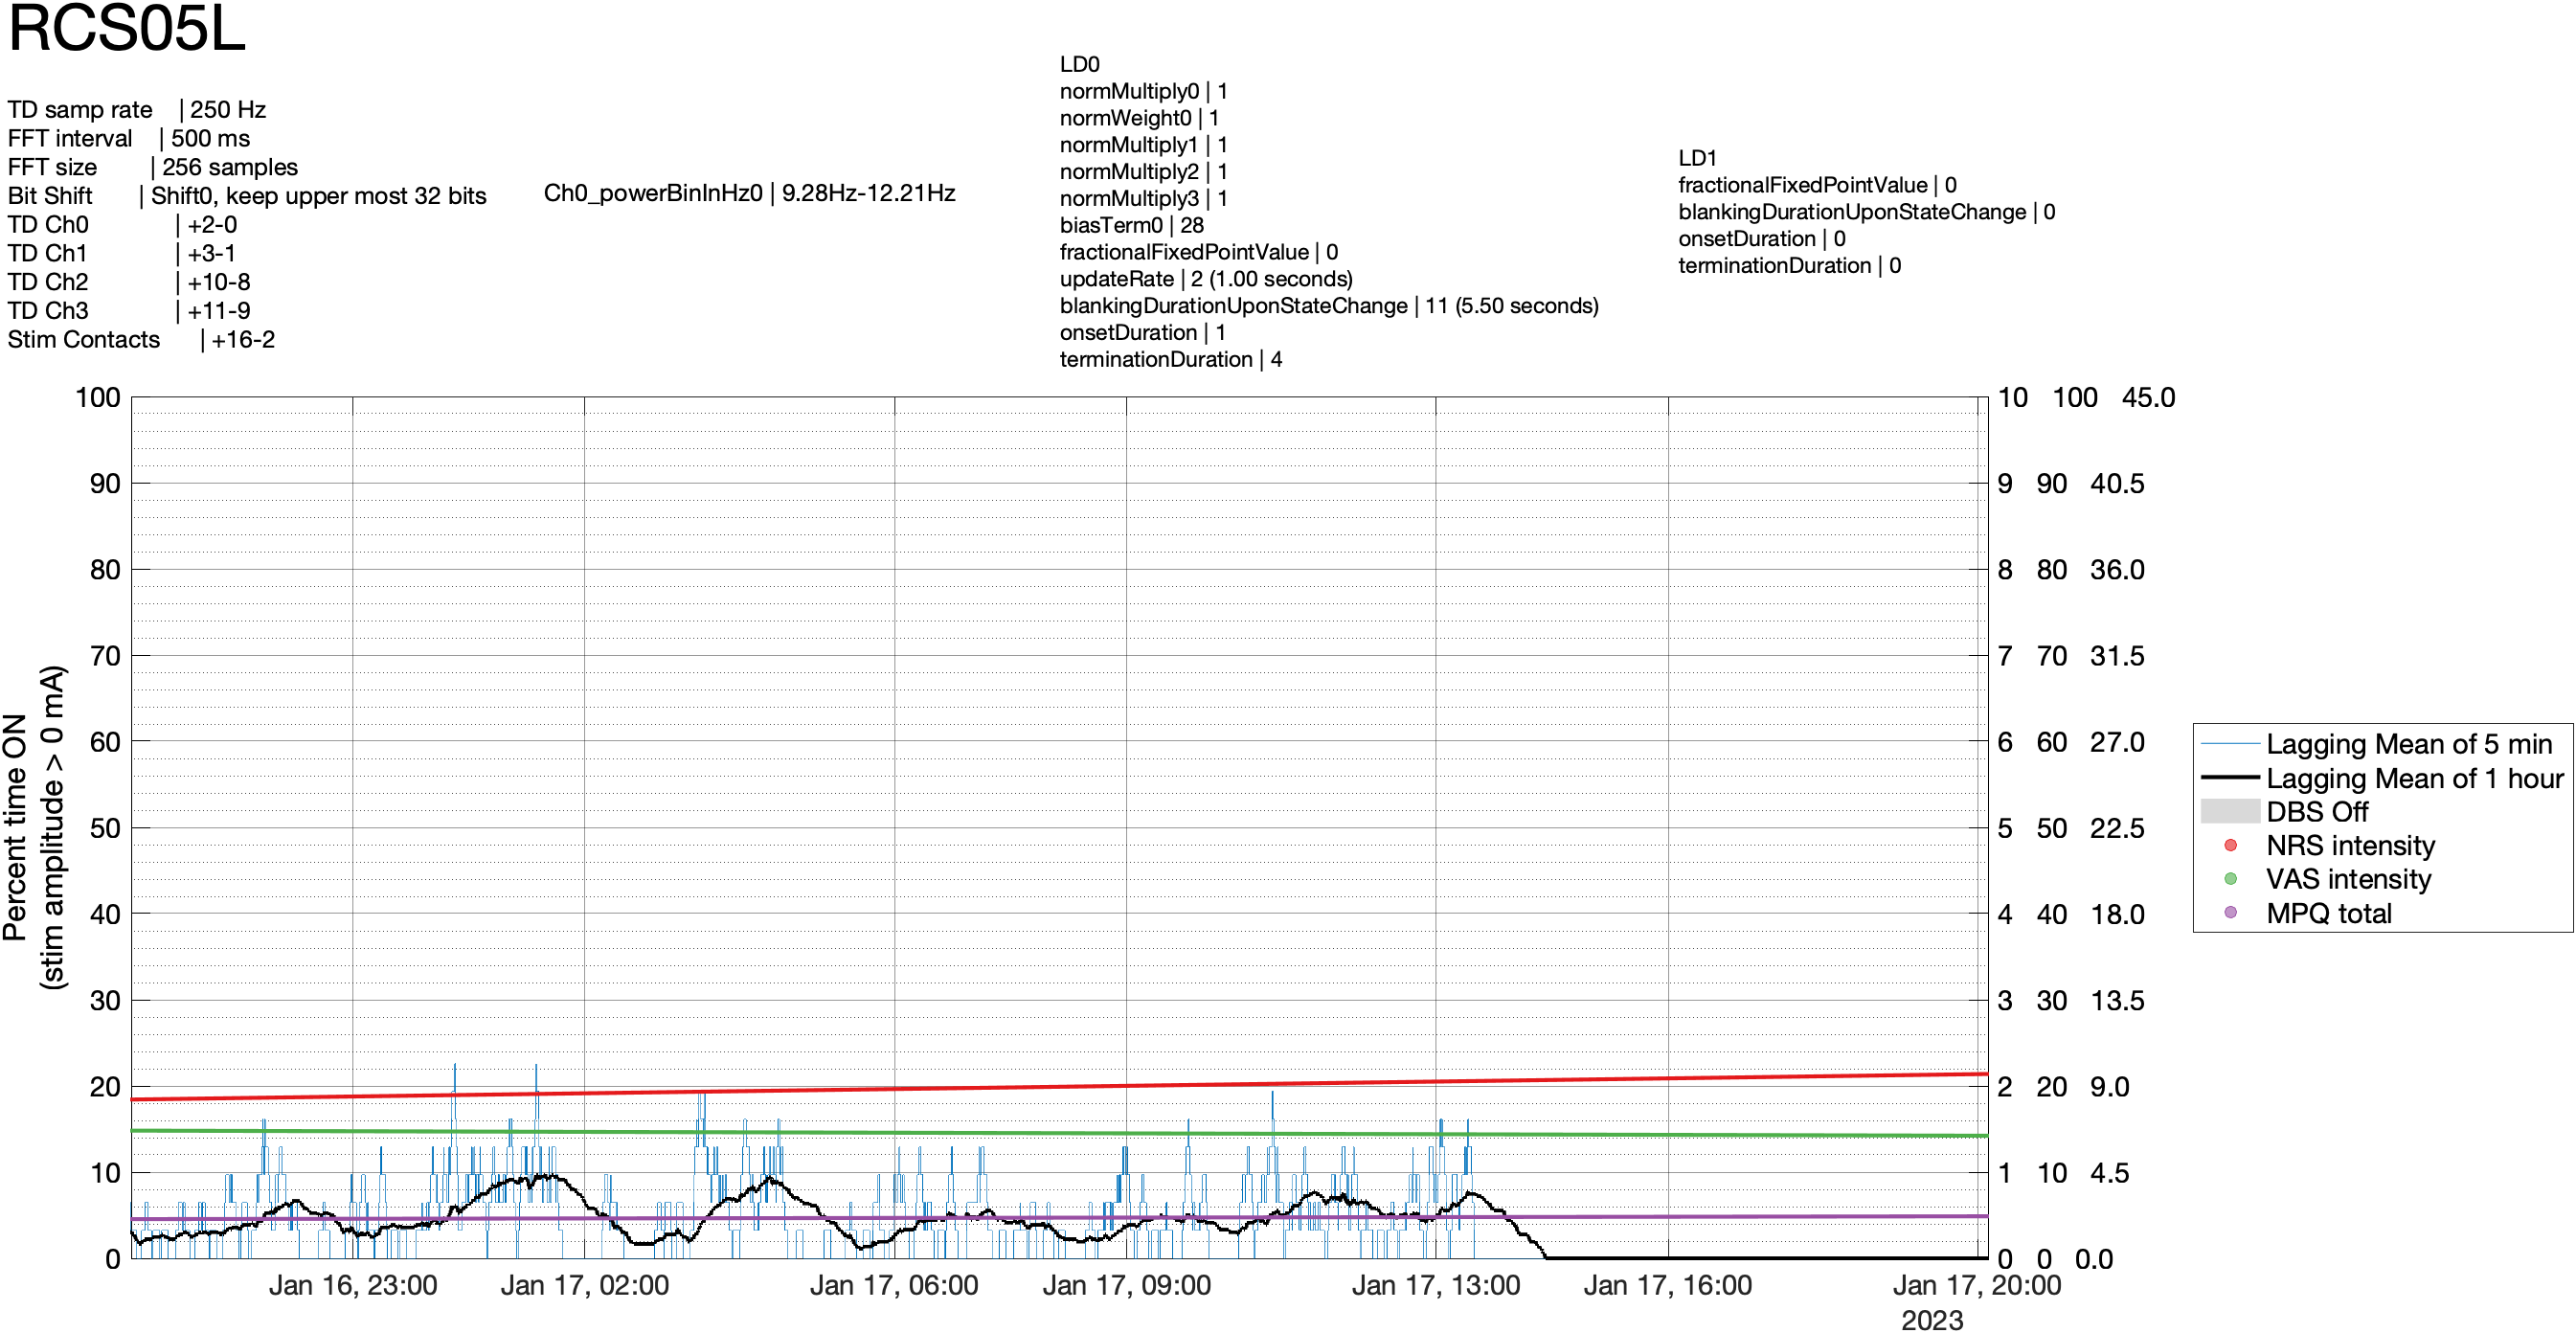 RCS05L
TD samp rate | 250 Hz
FFT interval | 500 ms
FFT size | 256 samples
Bit Shift | Shift0, keep upper most 32 bits
TD Ch0 | +2-0
TD Ch1 | +3-1
TD Ch2 | +10-8
TD Ch3 | +11-9
Stim Contacts | +16-2
Ch0_powerBinInHz0 | 9.28Hz-12.21Hz
LD0
normMultiply0 | 1
normWeight0 | 1
normMultiply1 | 1
normMultiply2 | 1
normMultiply3 | 1
biasTerm0 | 28
fractionalFixedPointValue | 0
updateRate | 2 (1.00 seconds)
blankingDurationUponStateChange | 11 (5.50 seconds)
onsetDuration | 1
terminationDuration | 4
LD1
fractionalFixedPointValue | 0
blankingDurationUponStateChange | 0
onsetDuration | 0
terminationDuration | 0
Percent time ON
(stim amplitude > 0 mA)
100
90
80
70
60
50
40
30
20
10
0
10 100 45.0
9 90 40.5
8 80 36.0
7 70 31.5
6 60 27.0
5 50 22.5
4 40 18.0
3 30 13.5
2 20 9.0
1 10 4.5
0 0 0.0
Jan 16, 23:00
Jan 17, 02:00
Jan 17, 06:00
Jan 17, 09:00
Jan 17, 13:00
Jan 17, 16:00
Jan 17, 20:00
2023
Lagging Mean of 5 min
Lagging Mean of 1 hour
DBS Off
NRS intensity
VAS intensity
MPQ total